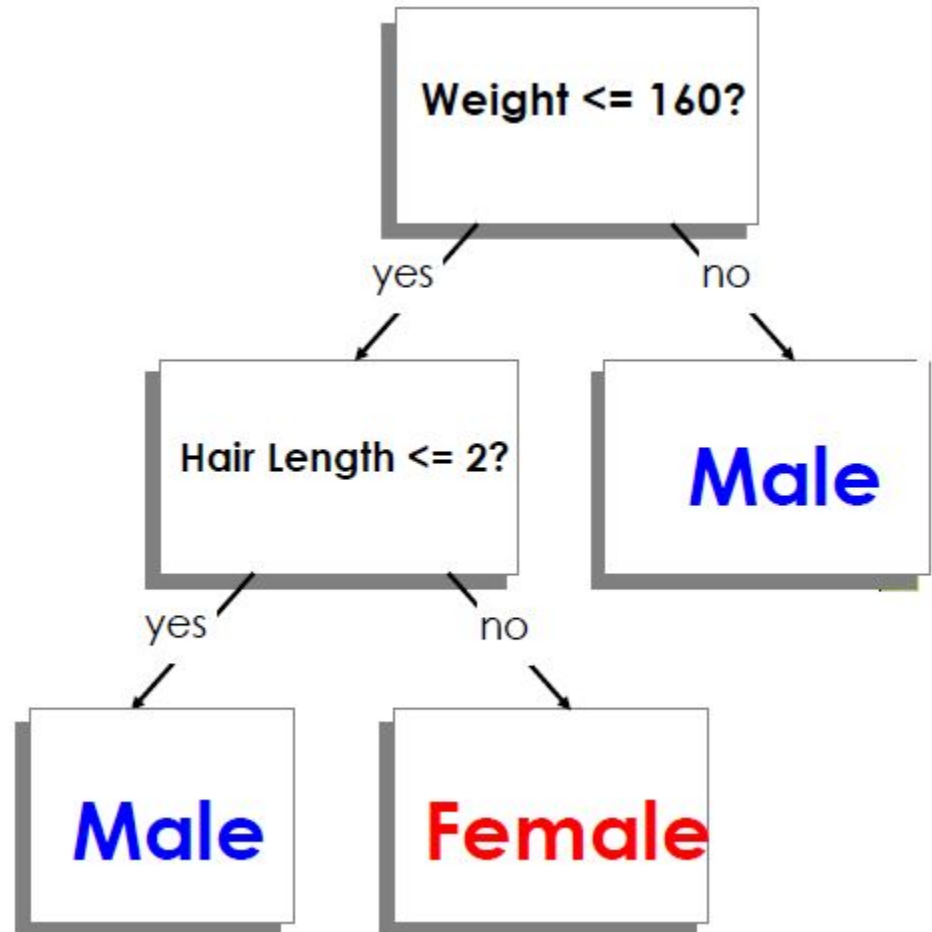 Weight <= 160?
yes
no
Hair Length <= 2?
Male
yes
no
Male
Female